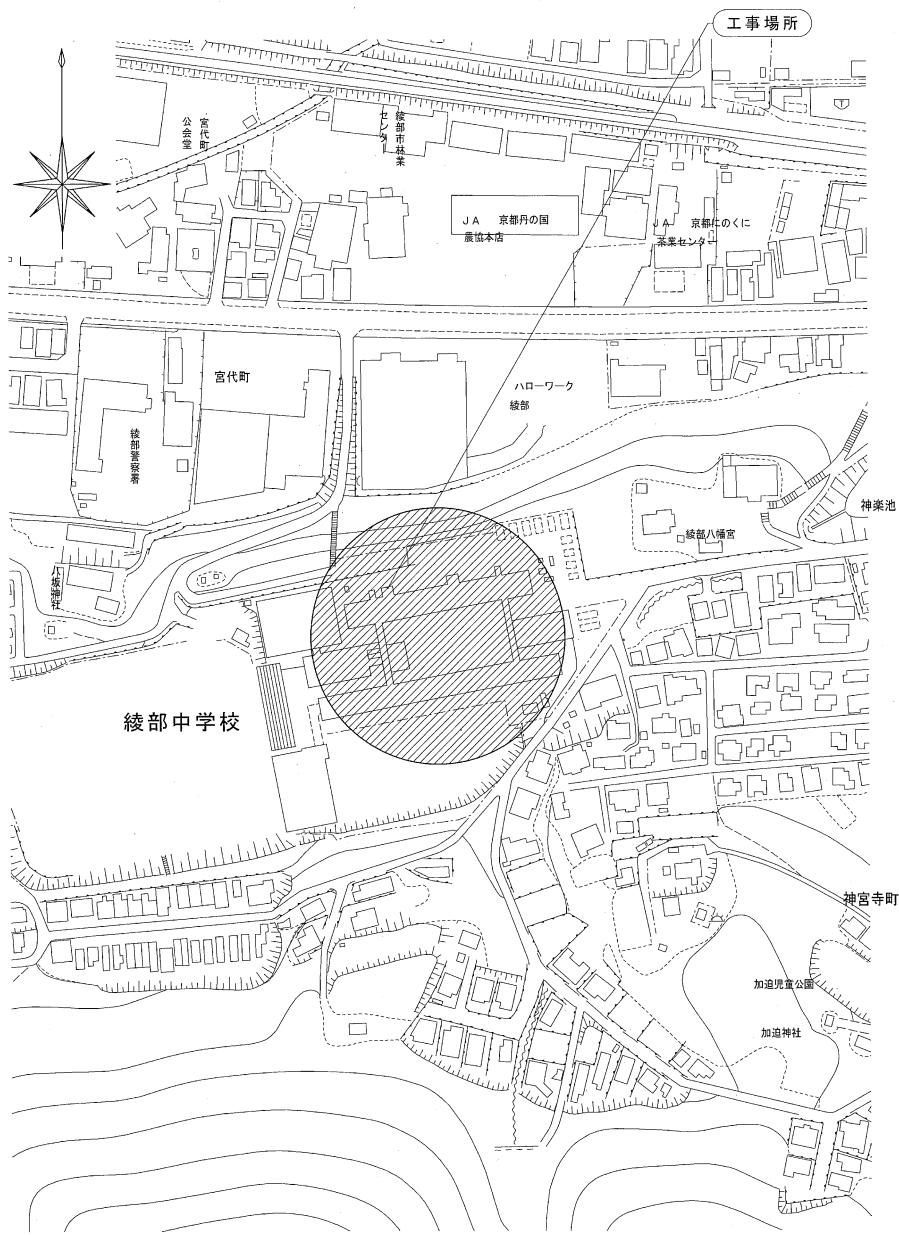 工事場所
宮代町
公会堂
綾部市林業
センター
JA 京都丹の国
農協本店
JA 京都にのくに
茶業センター
宮代町
ハローワーク
綾部
綾部警察署
神楽池
綾部八幡宮
八坂神社
綾部中学校
神宮寺町
加迫児童公園
加迫神社